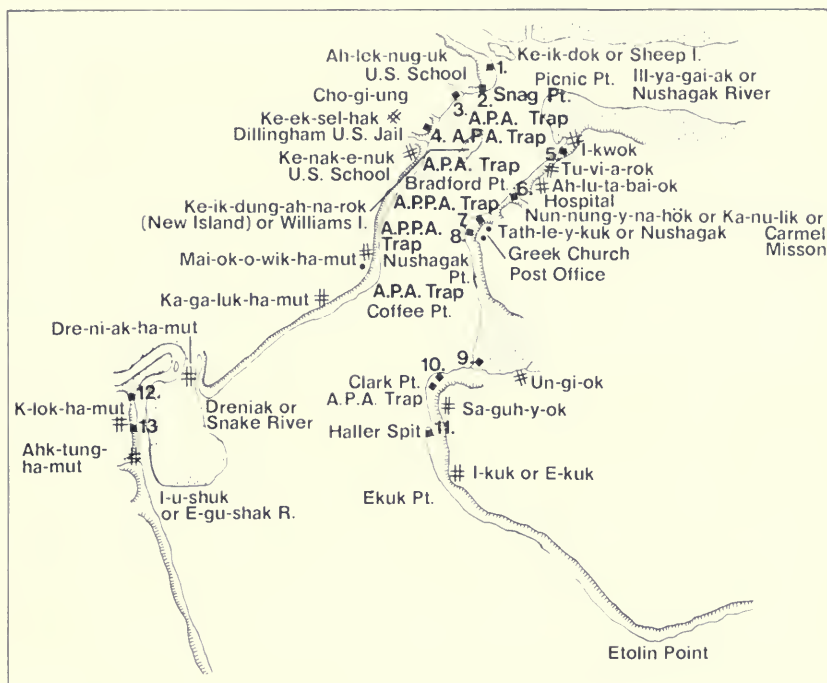 Ah-lek-nug-uk
U.S. School
Ke-ik-dok or Sheep I.
1.
Picnic Pt.
Ill-ya-gai-ak or
Nushagak River
Cho-gi-ung
2. Snag Pt.
3.
A.P.A. Trap
Ke-ek-sel-hak
Dillingham U.S. Jail
4. A.P.A. Trap
Ke-nak-e-nuk
U.S. School
A.P.A. Trap
Bradford Pt.
5.
I-kwok
Tu-vi-a-rok
6.
Ah-lu-ta-bai-ok
Hospital
Ke-ik-dung-ah-na-rok
(New Island) or Williams I.
A.P.P.A. Trap
7.
Nun-nung-y-na-hök or Ka-nu-lik or
Carmel
Misson
8.
Tath-le-y-kuk or Nushagak
Greek Church
Post Office
A.P.P.A.
Trap
Nushagak
Pt.
Mai-ok-o-wik-ha-mut
A.P.A. Trap
Coffee Pt.
Ka-ga-luk-ha-mut
Dre-ni-ak-ha-mut
9.
10.
Clark Pt.
A.P.A. Trap
Un-gi-ok
Sa-guh-y-ok
Haller Spit
11.
12.
K-lok-ha-mut
13
Dreniak or
Snake River
Ahk-tung-
ha-mut
I-u-shuk
or E-gu-shak R.
I-kuk or E-kuk
Ekuk Pt.
Etolin Point